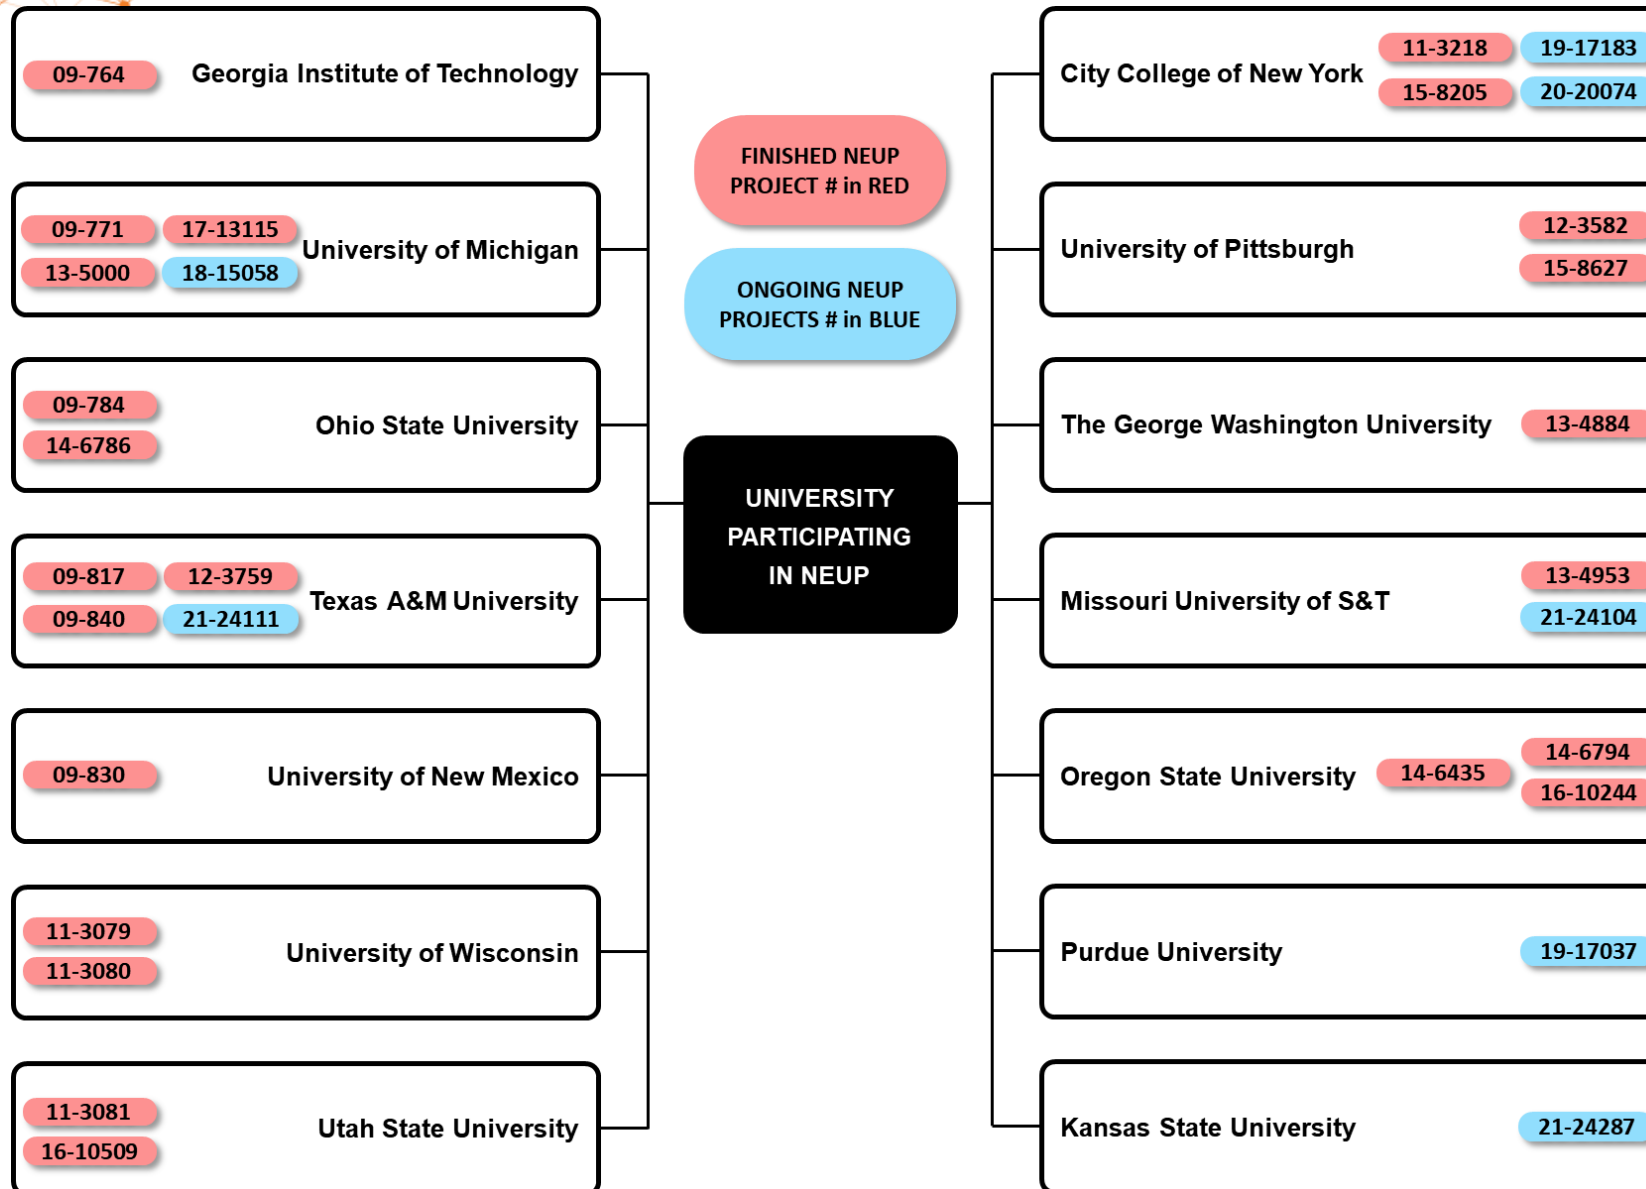 09-764
Georgia Institute of Technology
09-771
17-13115
13-5000
18-15058
University of Michigan
09-784
14-6786
Ohio State University
09-817
12-3759
09-840
21-24111
Texas A&M University
09-830
University of New Mexico
11-3079
11-3080
University of Wisconsin
11-3081
16-10509
Utah State University
FINISHED NEUP
PROJECT # in RED
ONGOING NEUP
PROJECTS # in BLUE
UNIVERSITY
PARTICIPATING
IN NEUP
City College of New York
11-3218
19-17183
15-8205
20-20074
University of Pittsburgh
12-3582
15-8627
The George Washington University
13-4884
Missouri University of S&T
13-4953
21-24104
Oregon State University
14-6435
14-6794
16-10244
Purdue University
19-17037
Kansas State University
21-24287